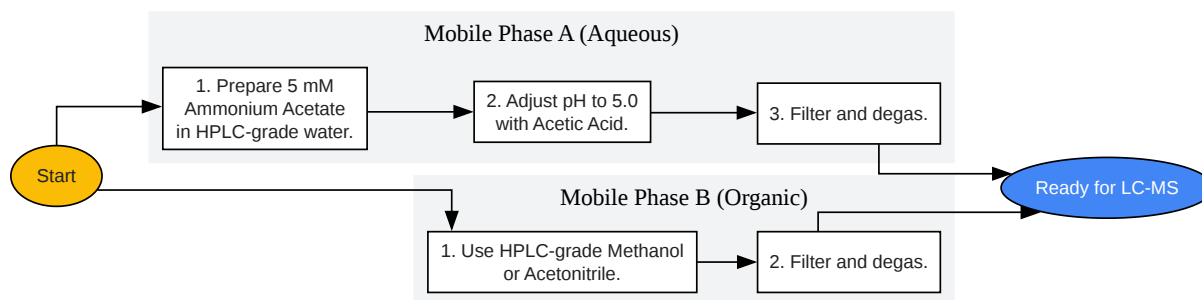 Mobile Phase A (Aqueous)
1. Prepare 5 mM
Ammonium Acetate
in HPLC-grade water.
2. Adjust pH to 5.0
with Acetic Acid.
3. Filter and degas.
Start
Ready for LC-MS
Mobile Phase B (Organic)
1. Use HPLC-grade Methanol
or Acetonitrile.
2. Filter and degas.